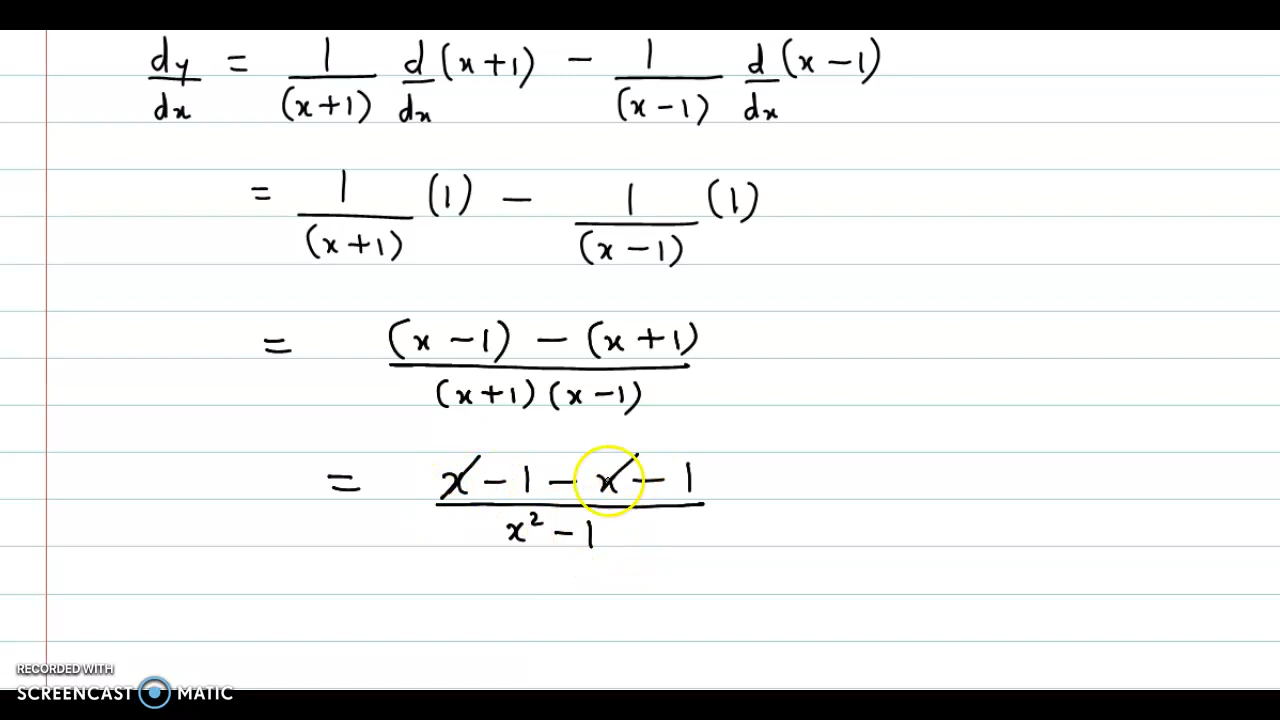 dy/dx = 1/(x+1) d/dx (x+1) − 1/(x−1) d/dx (x−1)
= 1/(x+1) (1) − 1/(x−1) (1)
= (x−1) − (x+1) / (x+1)(x−1)
= x − 1 − x − 1 / x² − 1
RECORDED WITH
SCREENCAST MATIC